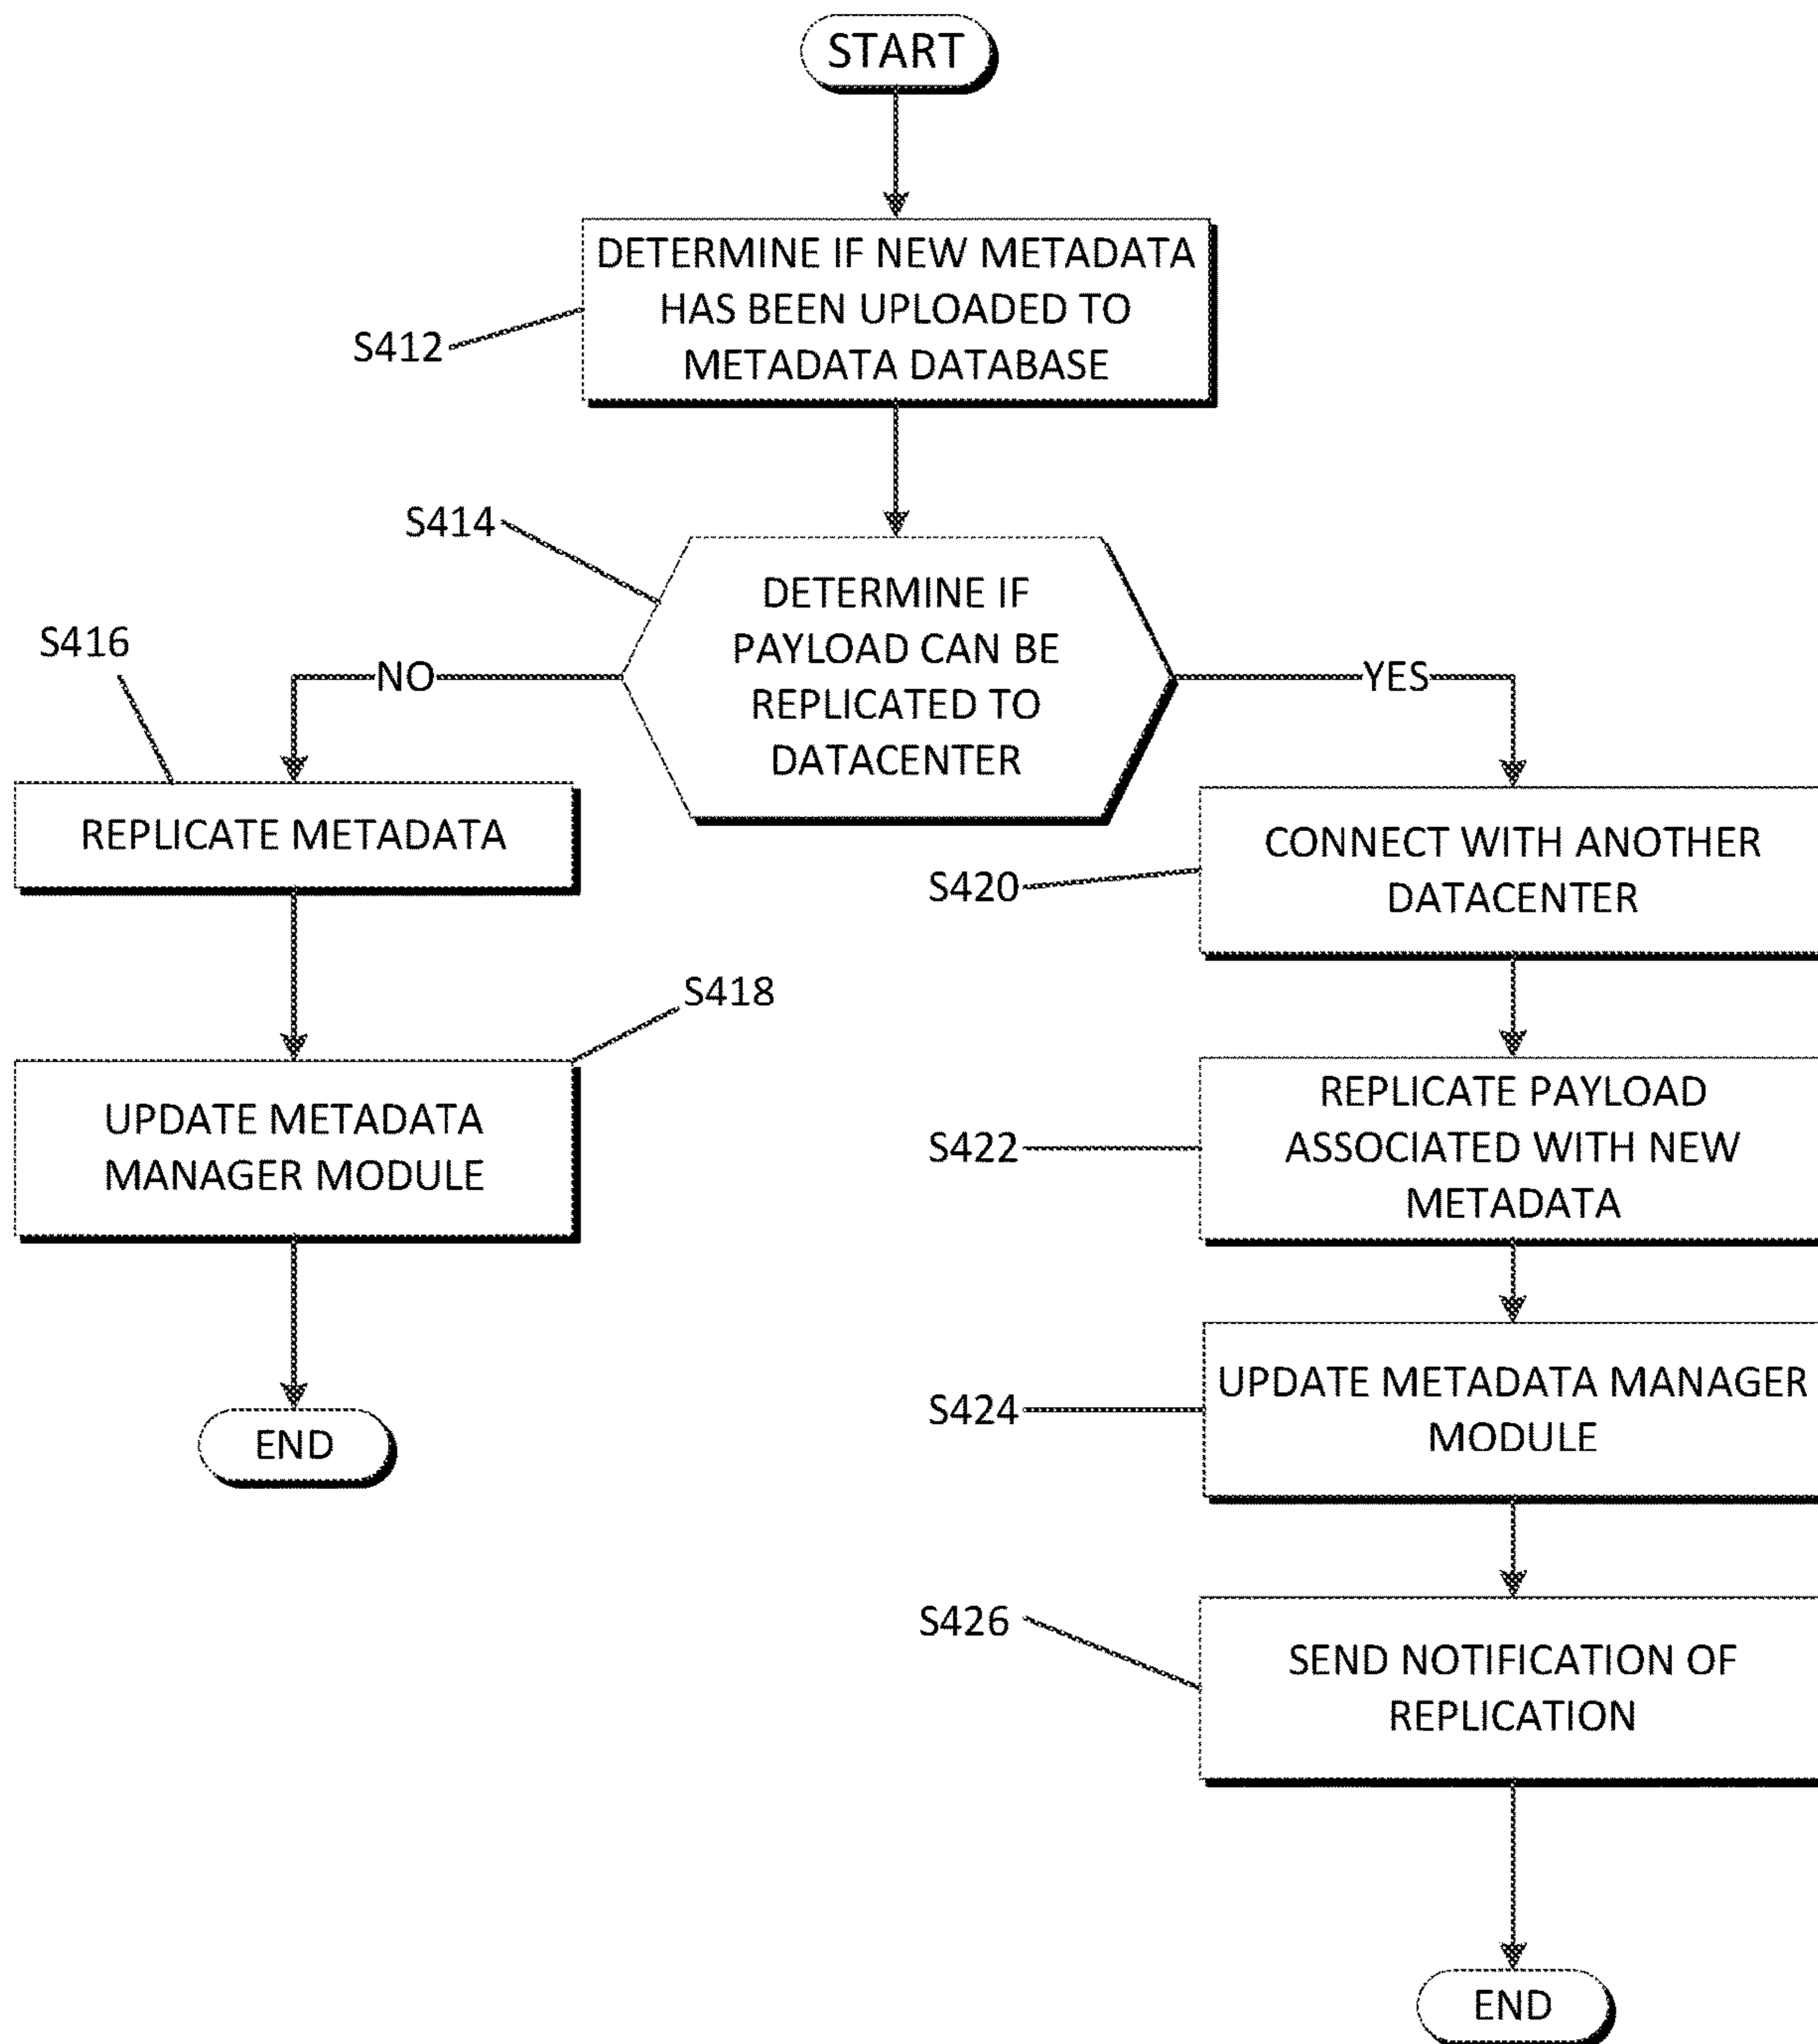 START
DETERMINE IF NEW METADATA
HAS BEEN UPLOADED TO
METADATA DATABASE
S412
S414
DETERMINE IF
PAYLOAD CAN BE
REPLICATED TO
DATACENTER
NO
YES
S416
REPLICATE METADATA
S418
UPDATE METADATA
MANAGER MODULE
END
CONNECT WITH ANOTHER
DATACENTER
S420
REPLICATE PAYLOAD
ASSOCIATED WITH NEW
METADATA
S422
UPDATE METADATA MANAGER
MODULE
S424
S426
SEND NOTIFICATION OF
REPLICATION
END